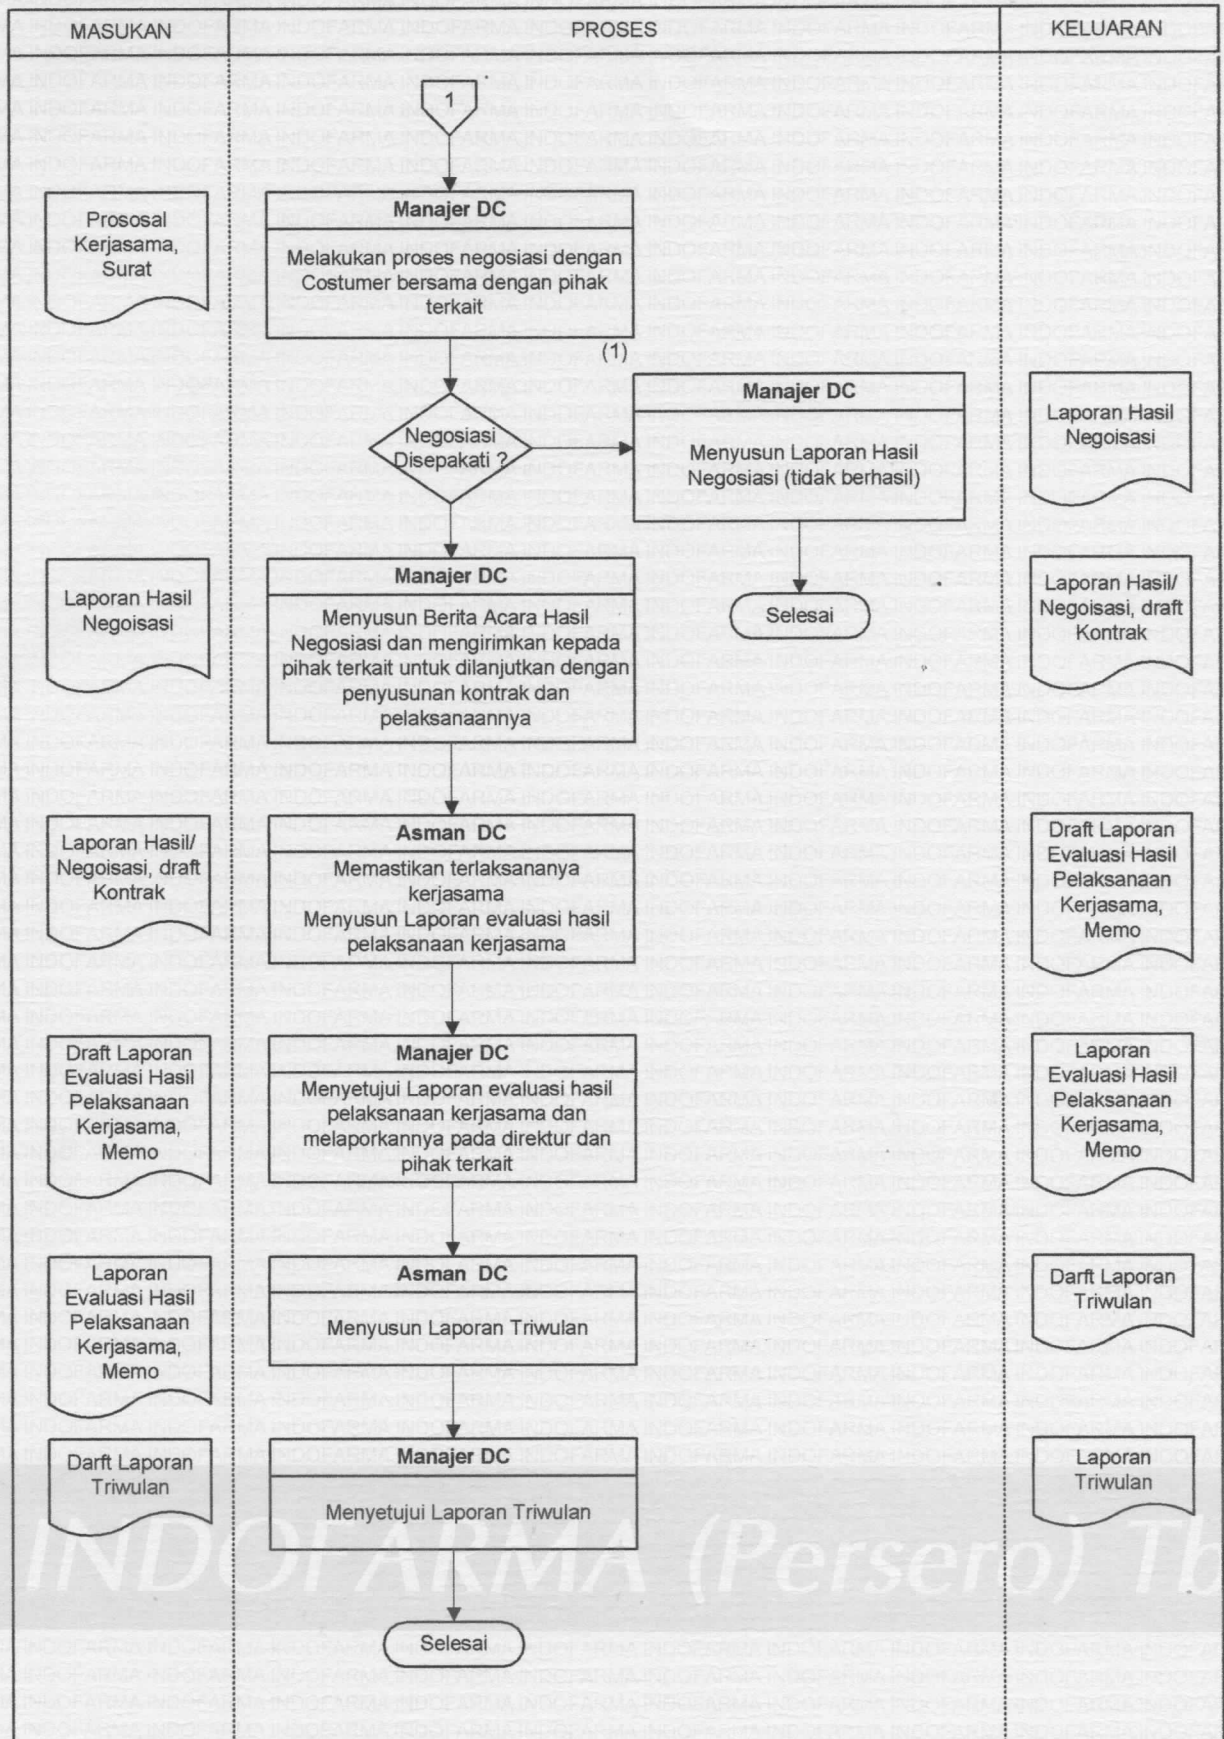 MASUKAN
PROSES
KELUARAN
1
Prososal
Kerjasama,
Surat
Manajer DC
Melakukan proses negosiasi dengan
Costumer bersama dengan pihak
terkait
(1)
Negosiasi
Disepakati ?
Manajer DC
Menyusun Laporan Hasil
Negosiasi (tidak berhasil)
Laporan Hasil
Negoisasi
Selesai
Laporan Hasil
Negoisasi
Manajer DC
Menyusun Berita Acara Hasil
Negosiasi dan mengirimkan kepada
pihak terkait untuk dilanjutkan dengan
penyusunan kontrak dan
pelaksanaannya
Laporan Hasil/
Negoisasi, draft
Kontrak
Laporan Hasil/
Negoisasi, draft
Kontrak
Asman DC
Memastikan terlaksananya
kerjasama
Menyusun Laporan evaluasi hasil
pelaksanaan kerjasama
Draft Laporan
Evaluasi Hasil
Pelaksanaan
Kerjasama,
Memo
Draft Laporan
Evaluasi Hasil
Pelaksanaan
Kerjasama,
Memo
Manajer DC
Menyetujui Laporan evaluasi hasil
pelaksanaan kerjasama dan
melaporkannya pada direktur dan
pihak terkait
Laporan
Evaluasi Hasil
Pelaksanaan
Kerjasama,
Memo
Laporan
Evaluasi Hasil
Pelaksanaan
Kerjasama,
Memo
Asman DC
Menyusun Laporan Triwulan
Darft Laporan
Triwulan
Darft Laporan
Triwulan
Manajer DC
Menyetujui Laporan Triwulan
Laporan
Triwulan
INDOFARMA (Persero) Tb
Selesai